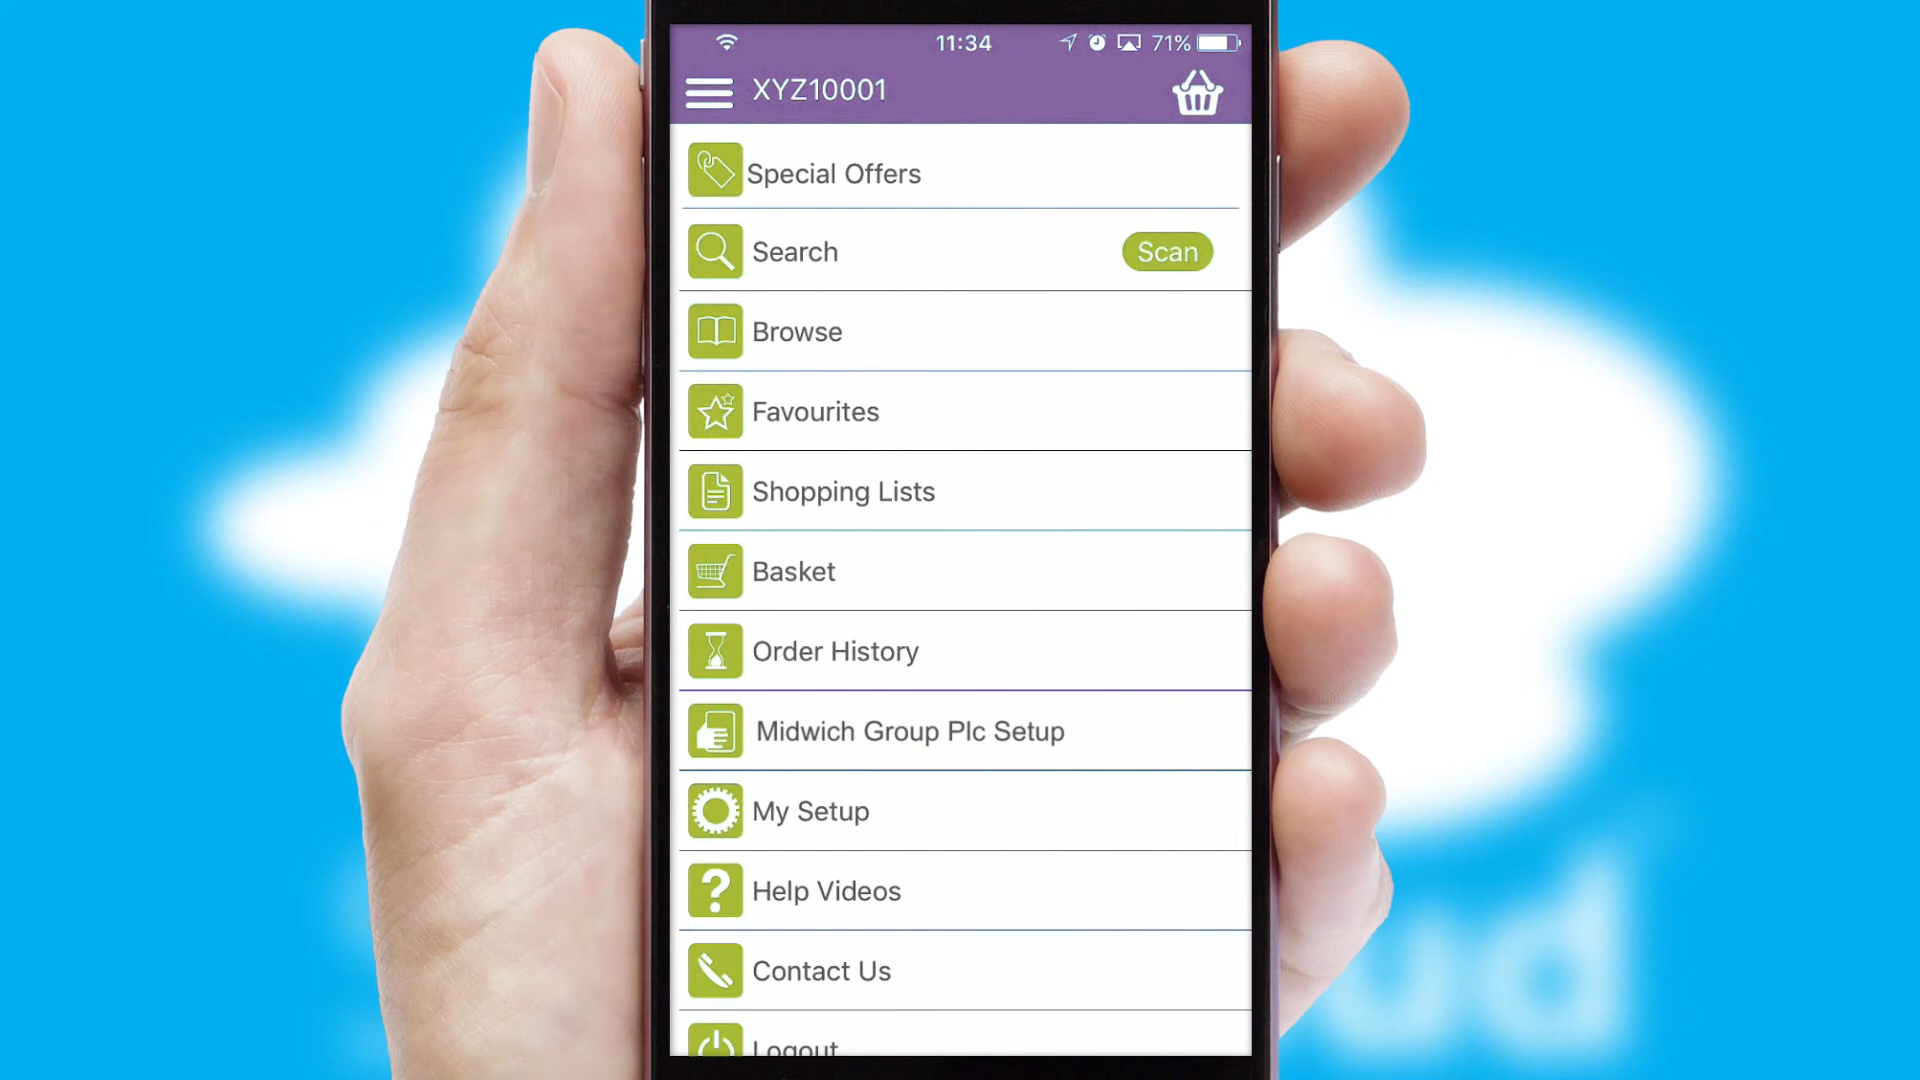 11:34
71%
XYZ10001
Special Offers
Search
Scan
Browse
Favourites
Shopping Lists
Basket
Order History
Midwich Group Plc Setup
My Setup
Help Videos
Contact Us
Logout
ud